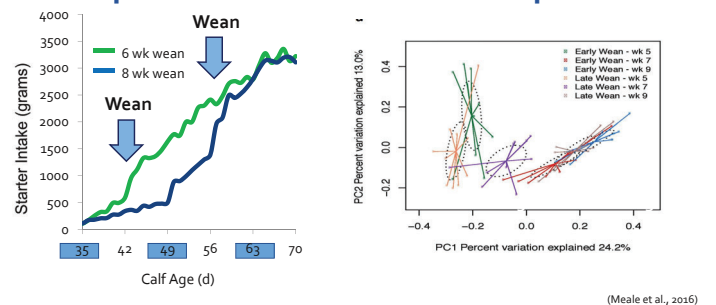 Starter Intake (grams)
4000
3500
3000
2500
2000
1500
1000
500
0
6 wk wean
8 wk wean
Wean
Wean
35 42 49 56 63 70
Calf Age (d)
PC2 Percent variation explained 13.0%
0.4
0.2
0.0
−0.2
Early Wean - wk 5
Early Wean - wk 7
Early Wean - wk 9
Late Wean - wk 5
Late Wean - wk 7
Late Wean - wk 9
−0.4 −0.2 0.0 0.2 0.4
PC1 Percent variation explained 24.2%
(Meale et al., 2016)